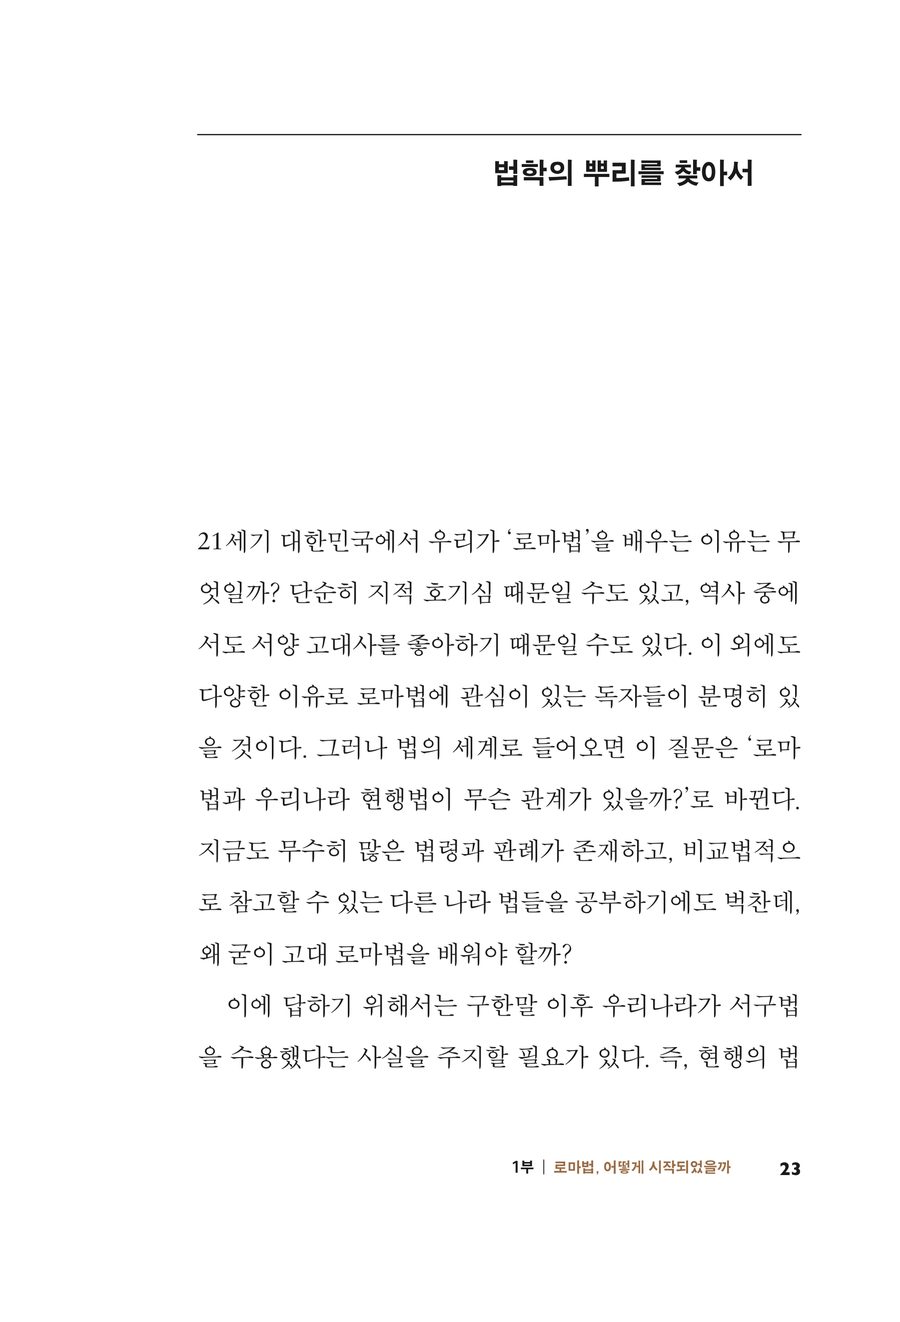 법학의 뿌리를 찾아서
21세기 대한민국에서 우리가 ‘로마법’을 배우는 이유는 무
엇일까? 단순히 지적 호기심 때문일 수도 있고, 역사 중에
서도 서양 고대사를 좋아하기 때문일 수도 있다. 이 외에도
다양한 이유로 로마법에 관심이 있는 독자들이 분명히 있
을 것이다. 그러나 법의 세계로 들어오면 이 질문은 ‘로마
법과 우리나라 현행법이 무슨 관계가 있을까?’로 바뀐다.
지금도 무수히 많은 법령과 판례가 존재하고, 비교법적으
로 참고할 수 있는 다른 나라 법들을 공부하기에도 벅찬데,
왜 굳이 고대 로마법을 배워야 할까?
이에 답하기 위해서는 구한말 이후 우리나라가 서구법
을 수용했다는 사실을 주지할 필요가 있다. 즉, 현행의 법
1부 | 로마법, 어떻게 시작되었을까 23